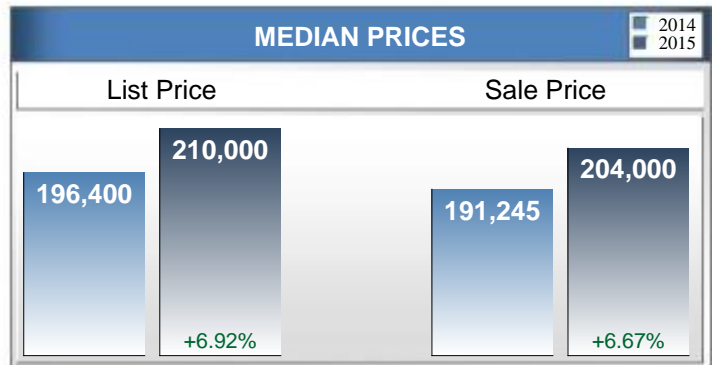 MEDIAN PRICES
2014
2015
List Price
Sale Price
196,400
210,000
+6.92%
191,245
204,000
+6.67%